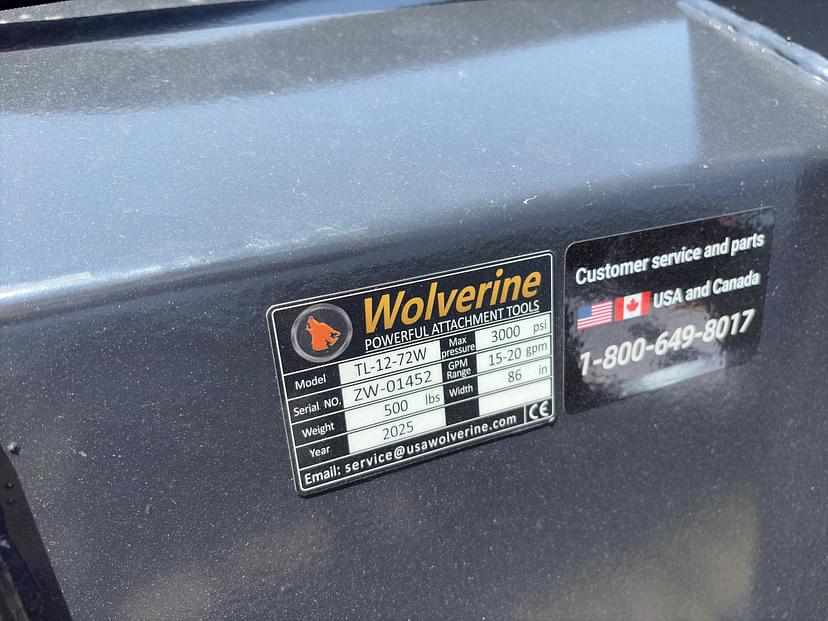 Wolverine
POWERFUL ATTACHMENT TOOLS
Model TL-12-72W Max pressure 3000 psi
Serial NO. ZW-01452 GPM Range 15-20 gpm
Weight 500 lbs Width 86 in
Year 2025
Email: service@usawolverine.com CE
Customer service and parts
USA and Canada
1-800-649-8017